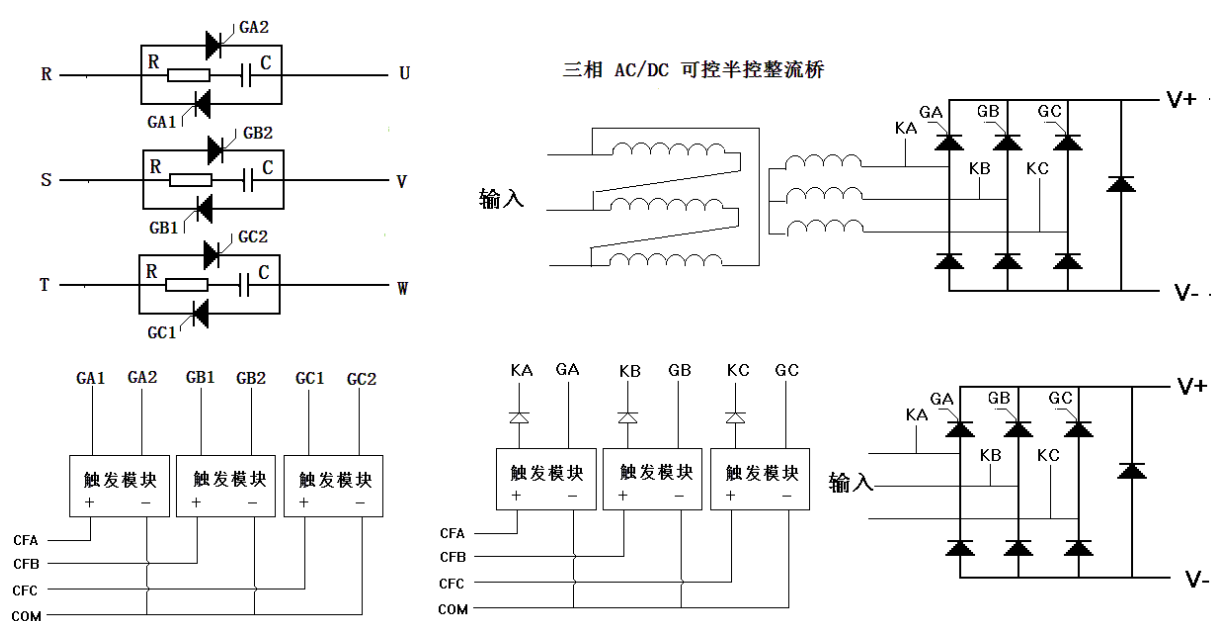 GA2
R
R
C
U
GA1
GB2
S
R
C
V
GB1
GC2
T
R
C
W
GC1
三相 AC/DC 可控半控整流桥
V+
GA
GB
GC
KA
KB
KC
输入
V-
GA1
GA2
GB1
GB2
GC1
GC2
触发模块
+
−
触发模块
+
−
触发模块
+
−
CFA
CFB
CFC
COM
KA
GA
KB
GB
KC
GC
触发模块
+
−
触发模块
+
−
触发模块
+
−
CFA
CFB
CFC
COM
V+
GA
GB
GC
KA
KB
KC
输入
V-